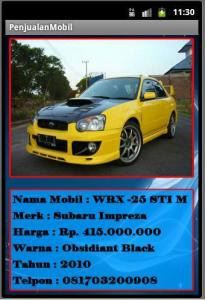 11:30
PenjualanMobil
Nama Mobil : WRX -25 STI M
Merk : Subaru Impreza
Harga : Rp. 415.000.000
Warna : Obsidiant Black
Tahun : 2010
Telpon : 081703200908